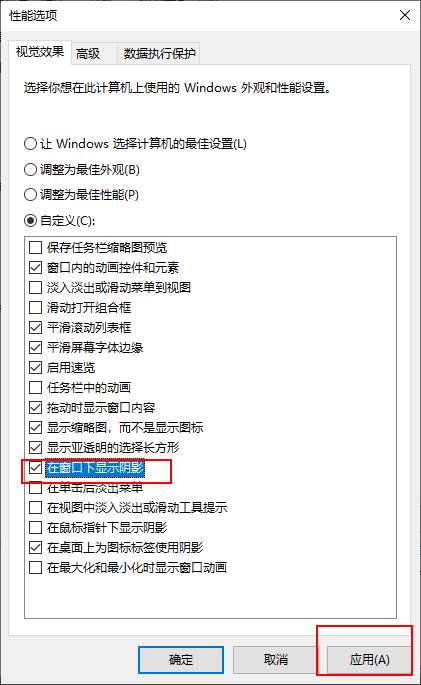 性能选项
视觉效果 高级 数据执行保护
选择你想在此计算机上使用的 Windows 外观和性能设置。
让 Windows 选择计算机的最佳设置(L)
调整为最佳外观(B)
调整为最佳性能(P)
自定义(C):
保存任务栏缩略图预览
窗口内的动画控件和元素
淡入淡出或滑动菜单到视图
滑动打开组合框
平滑滚动列表框
平滑屏幕字体边缘
启用速览
任务栏中的动画
拖动时显示窗口内容
显示缩略图，而不是显示图标
显示亚透明的选择长方形
在窗口下显示阴影
在单击后淡出菜单
在视图中淡入淡出或滑动工具提示
在鼠标指针下显示阴影
在桌面上为图标标签使用阴影
在最大化和最小化时显示窗口动画
确定 取消 应用(A)